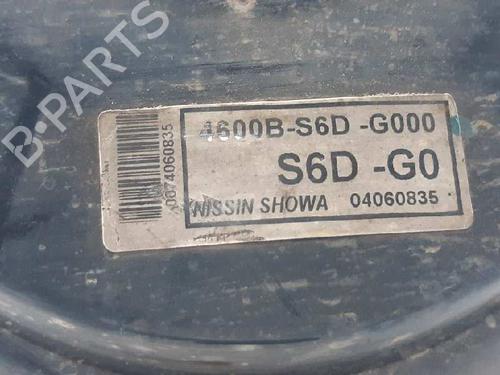 B-PARTS
4600B-S6D -G000
S6D -G0
NISSIN SHOWA 04060835
0074060835